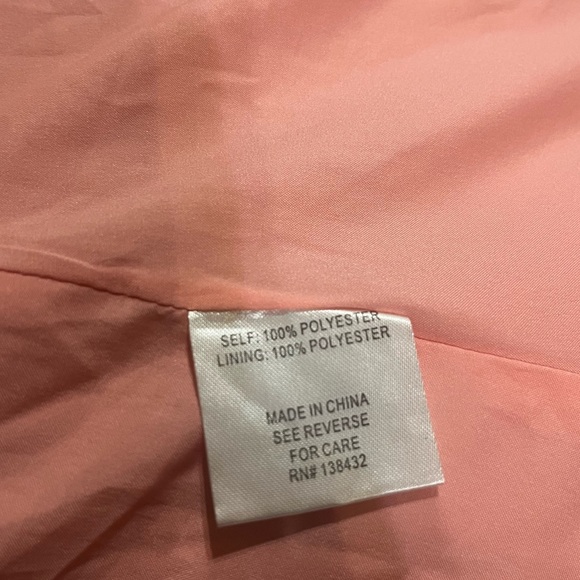 SELF: 100% POLYESTER
LINING: 100% POLYESTER
MADE IN CHINA
SEE REVERSE
FOR CARE
RN# 138432